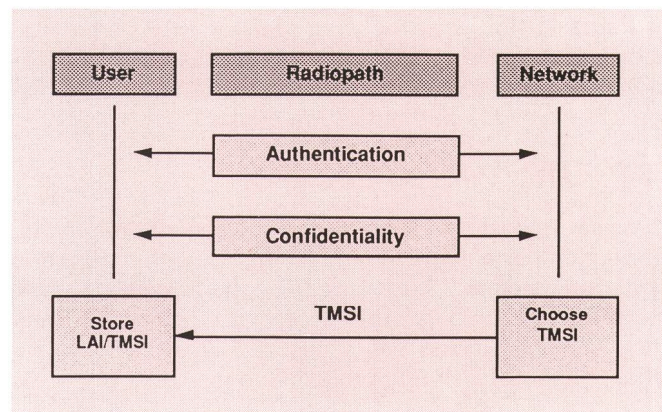 User
Radiopath
Network
Authentication
Confidentiality
TMSI
Store
LAI/TMSI
Choose
TMSI